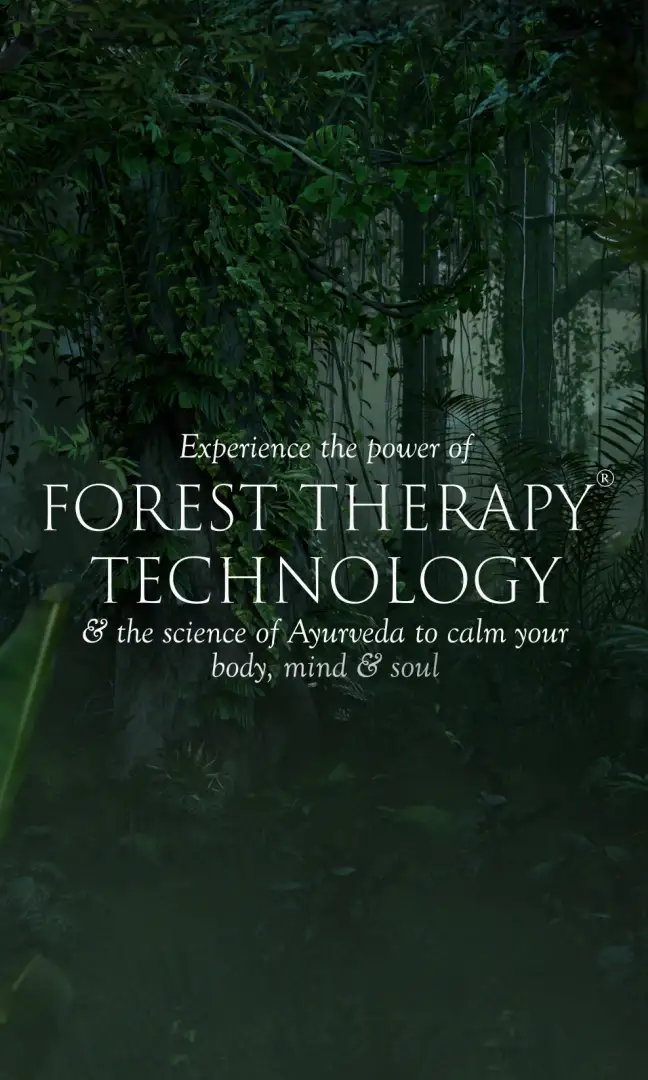 Experience the power of
FOREST THERAPY®
TECHNOLOGY
& the science of Ayurveda to calm your
body, mind & soul